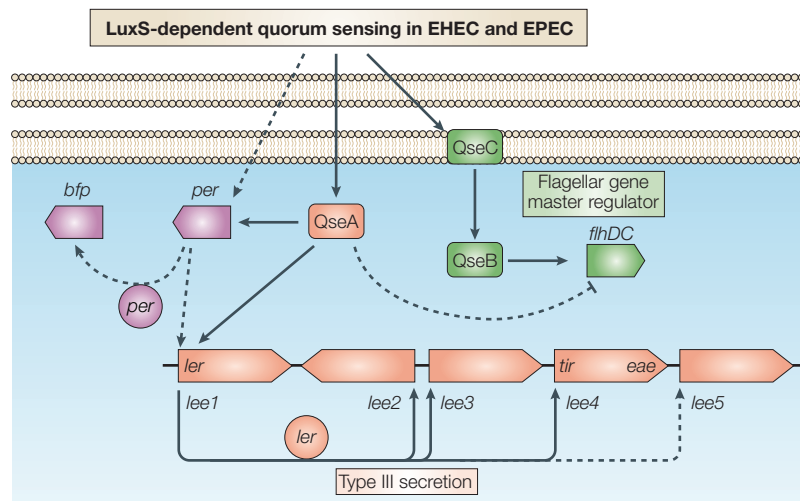 LuxS-dependent quorum sensing in EHEC and EPEC
QseC
Flagellar gene
master regulator
bfp
per
QseA
flhDC
QseB
per
ler
tir
eae
lee1
lee2
lee3
lee4
lee5
ler
Type III secretion